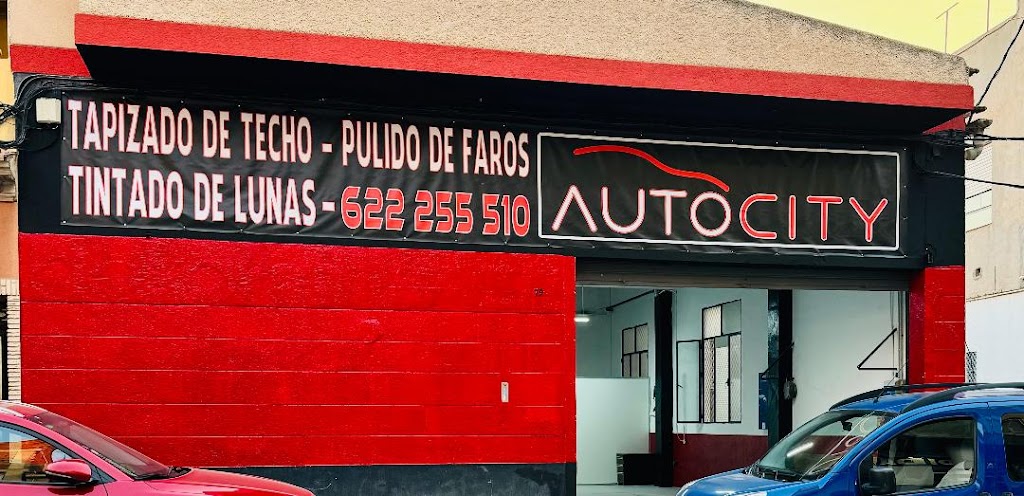 TAPIZADO DE TECHO - PULIDO DE FAROS
TINTADO DE LUNAS - 622 255 510
AUTOCITY